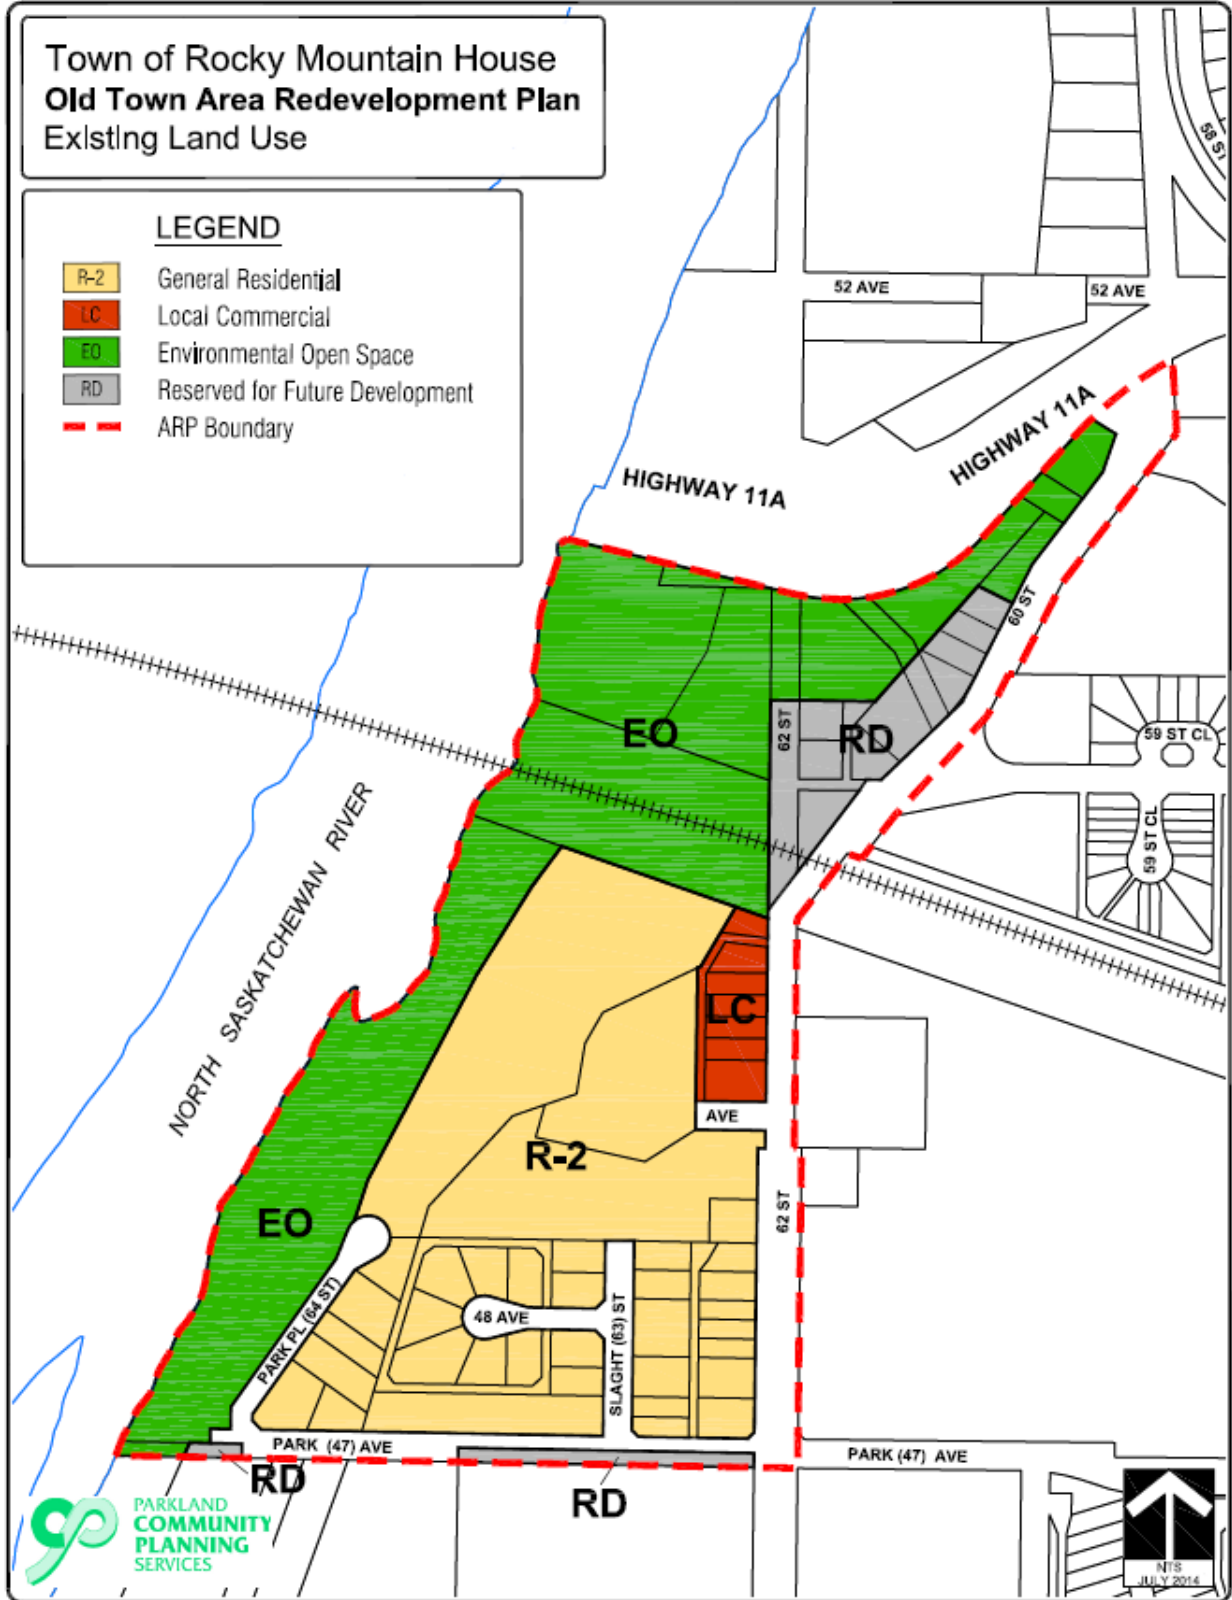 Town of Rocky Mountain House
Old Town Area Redevelopment Plan
Existing Land Use
LEGEND
R-2 General Residential
LC Local Commercial
EO Environmental Open Space
RD Reserved for Future Development
ARP Boundary
58 ST
52 AVE
52 AVE
HIGHWAY 11A
HIGHWAY 11A
60 ST
EO
62 ST
RD
59 ST CL
59 ST CL
NORTH SASKATCHEWAN RIVER
LC
AVE
R-2
62 ST
EO
PARK PL (64 ST)
48 AVE
SLAGHT (63) ST
PARK (47) AVE
PARK (47) AVE
RD
RD
PARKLAND
COMMUNITY
PLANNING
SERVICES
NTS
JULY 2014